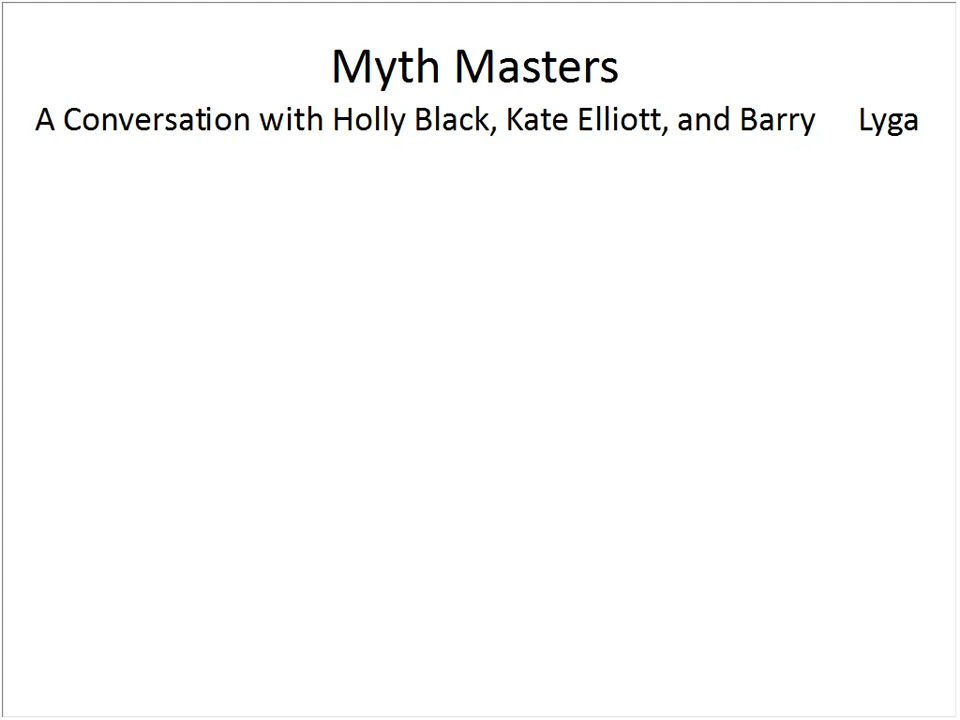 Myth Masters
A Conversation with Holly Black, Kate Elliott, and Barry Lyga